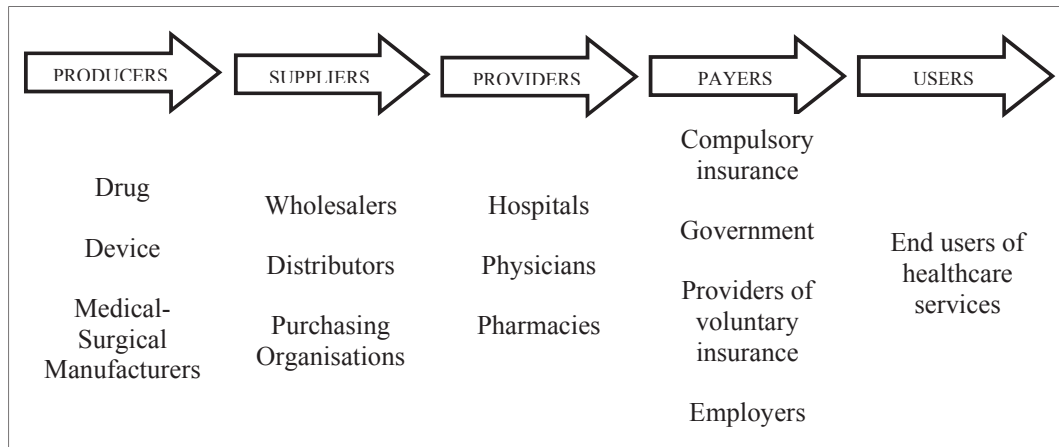 PRODUCERS
SUPPLIERS
PROVIDERS
PAYERS
USERS
Drug
Device
Medical-
Surgical
Manufacturers
Wholesalers
Distributors
Purchasing
Organisations
Hospitals
Physicians
Pharmacies
Compulsory
insurance
Government
Providers of
voluntary
insurance
Employers
End users of
healthcare
services